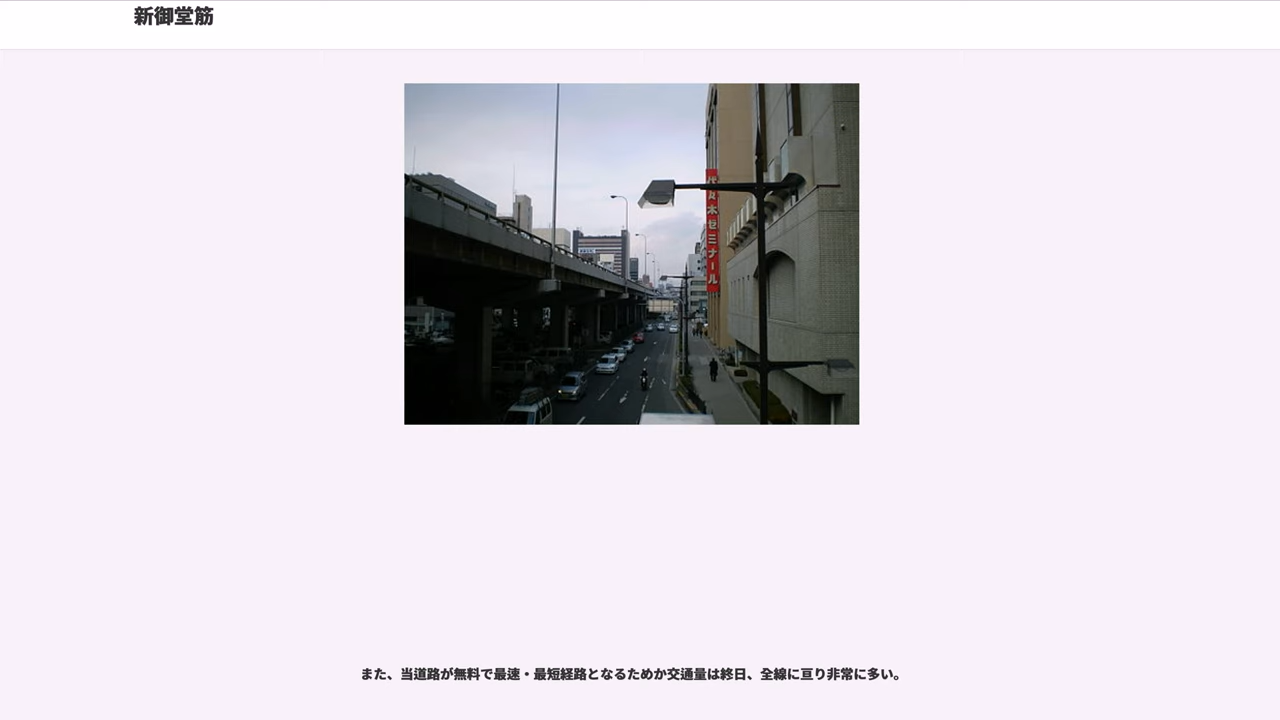 新御堂筋
代々木ゼミナール
また、当道路が無料で最速・最短経路となるためか交通量は終日、全線に亘り非常に多い。